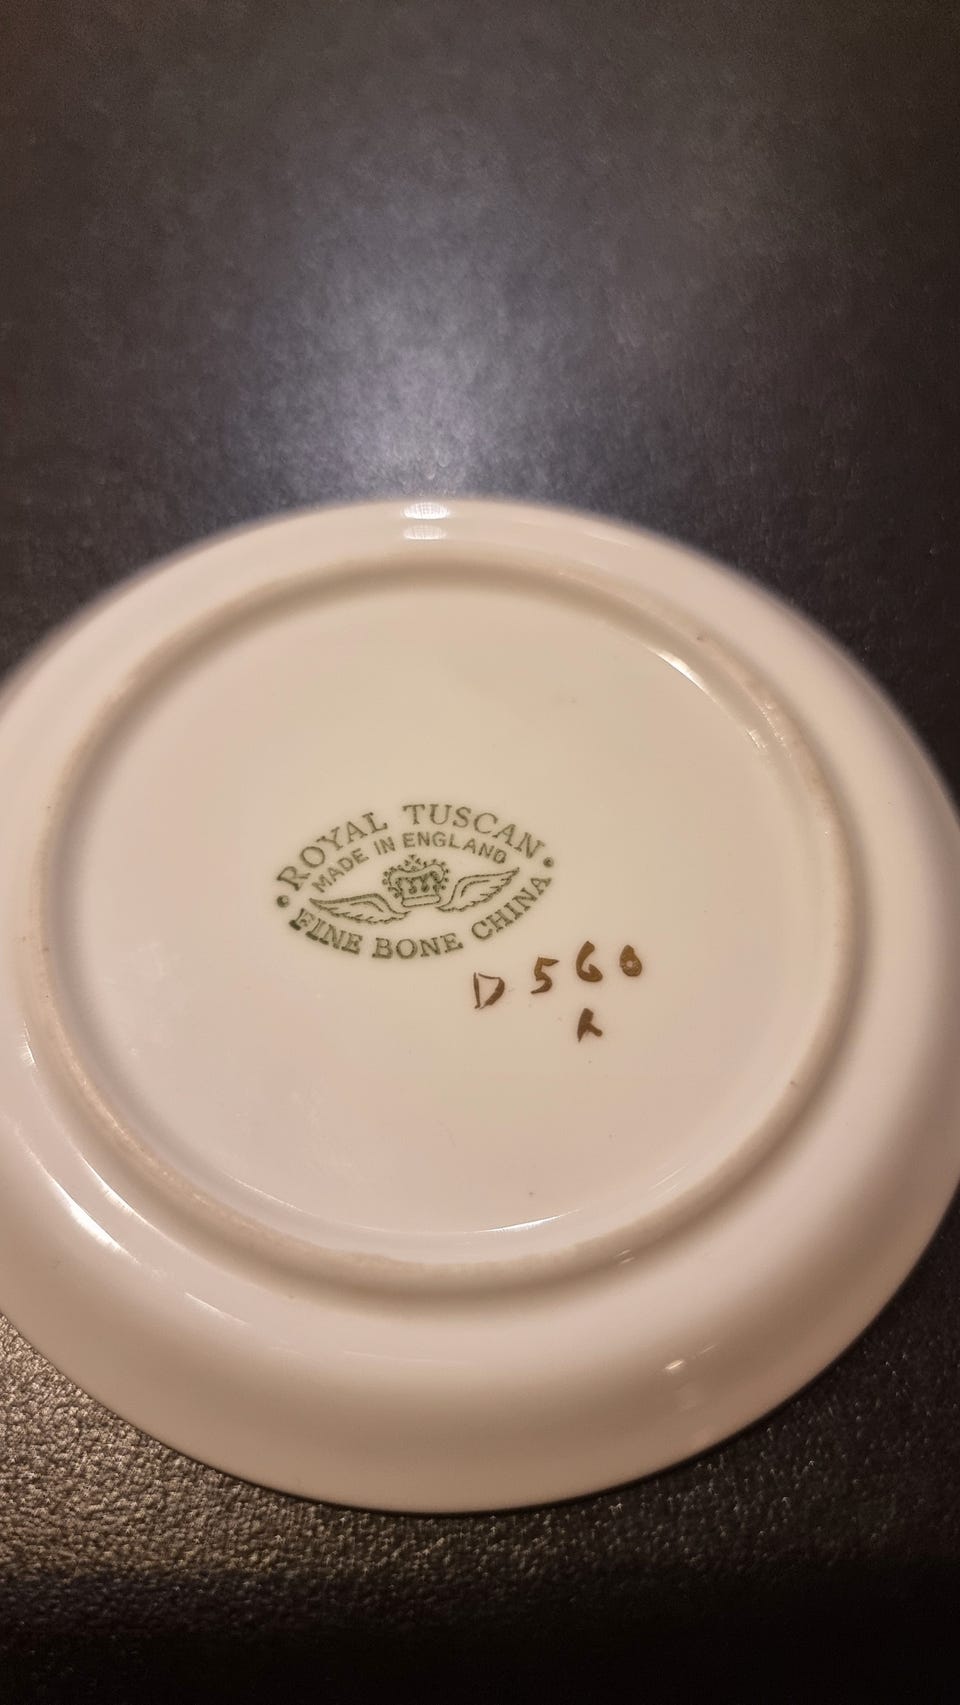 ROYAL TUSCAN
MADE IN ENGLAND
FINE BONE CHINA
D560